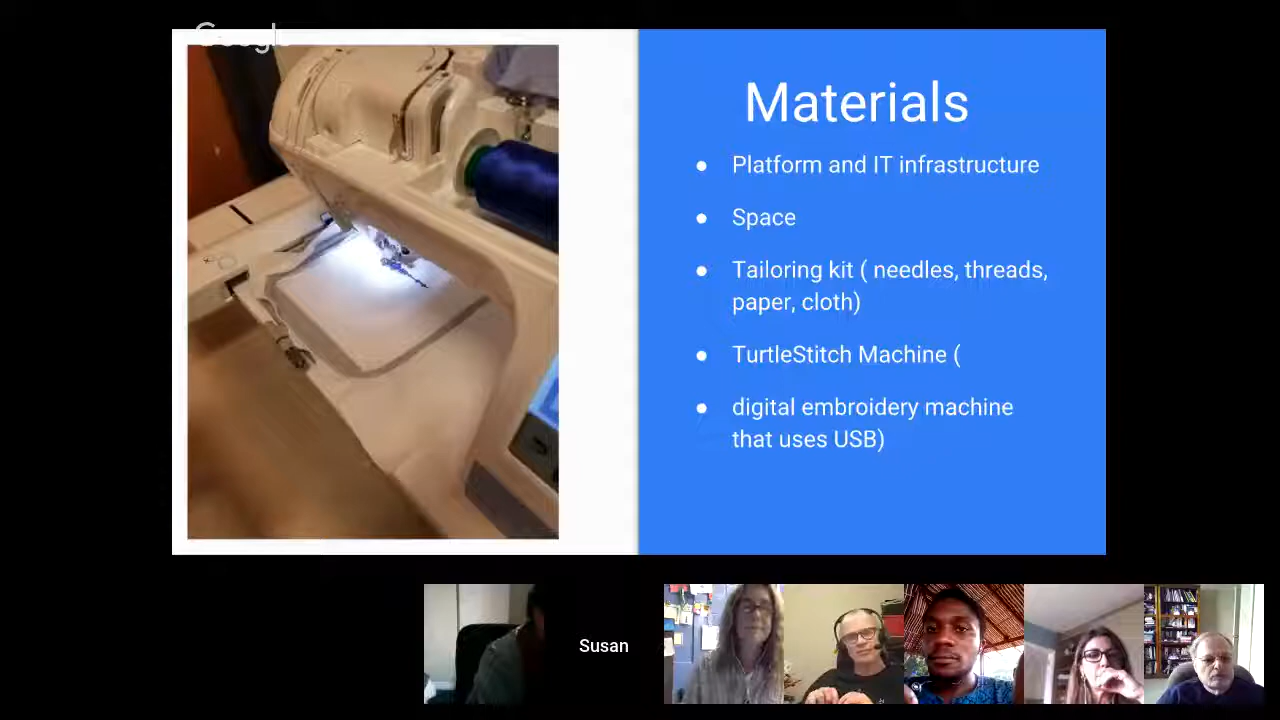 Google
Materials
● Platform and IT infrastructure
● Space
● Tailoring kit ( needles, threads,
paper, cloth)
● TurtleStitch Machine (
● digital embroidery machine
that uses USB)
Susan